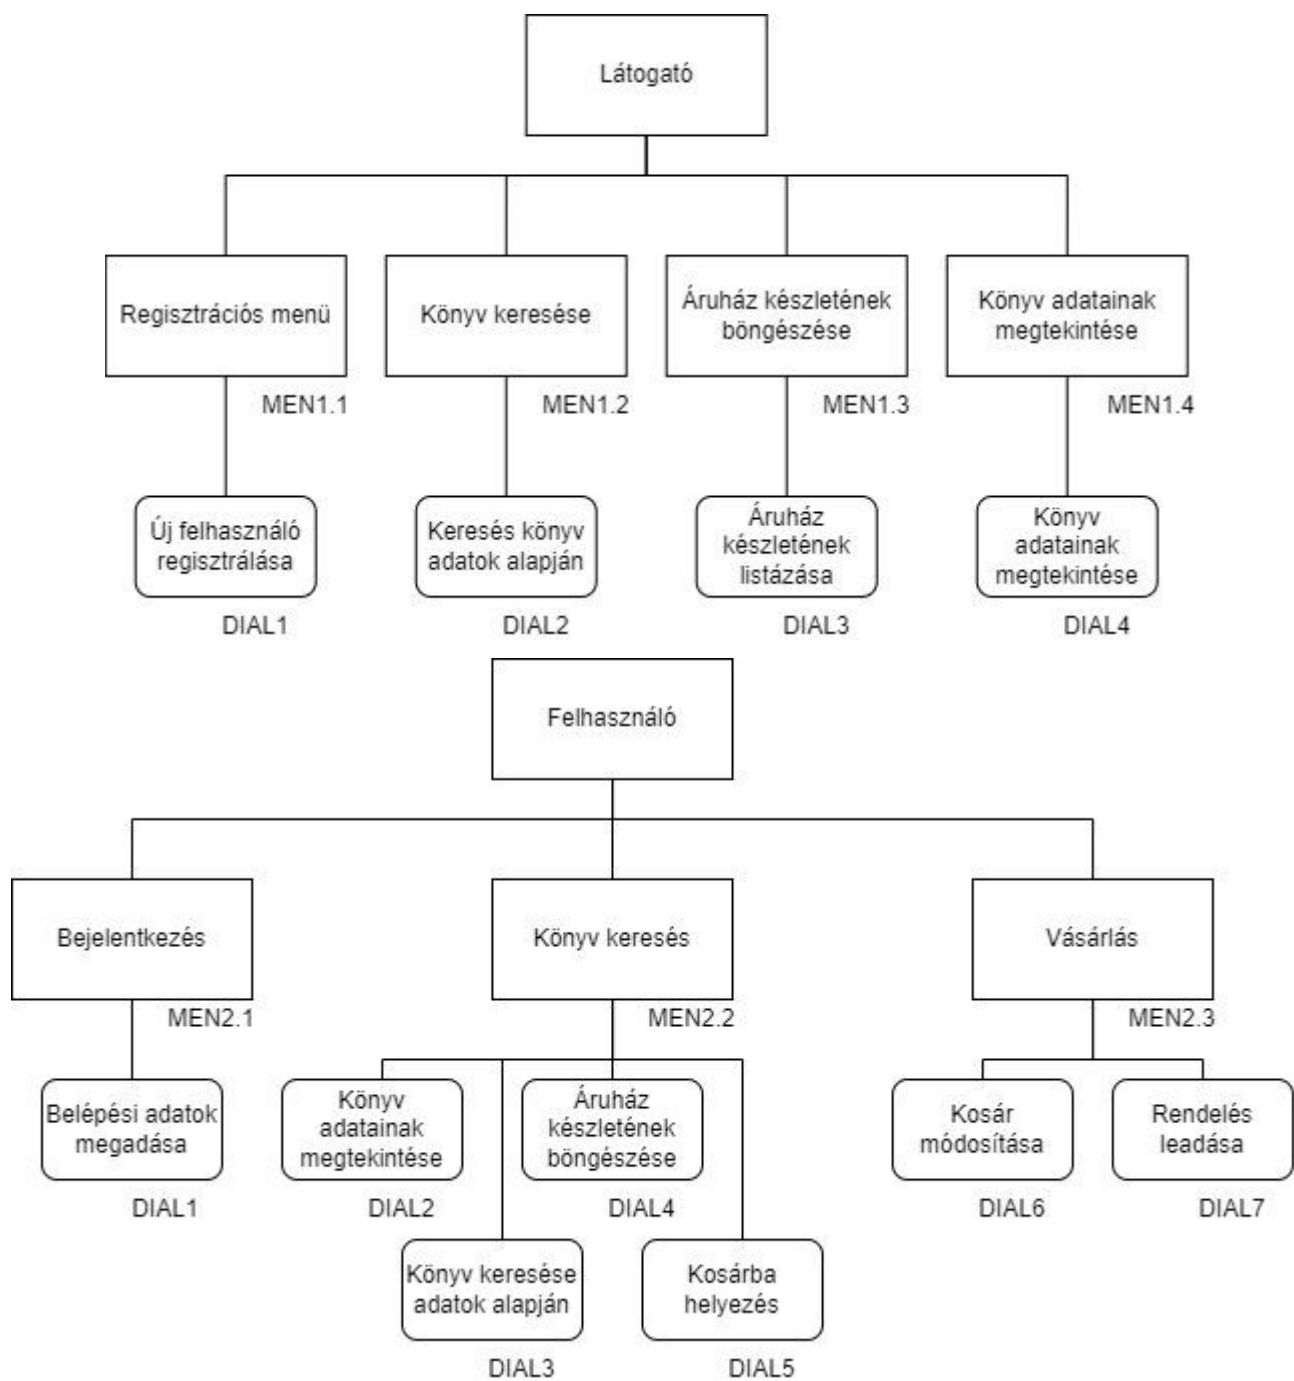 Látogató
Regisztrációs menü
Könyv keresése
Áruház készletének
böngészése
Könyv adatainak
megtekintése
MEN1.1
MEN1.2
MEN1.3
MEN1.4
Új felhasználó
regisztrálása
Keresés könyv
adatok alapján
Áruház
készletének
listázása
Könyv
adatainak
megtekintése
DIAL1
DIAL2
DIAL3
DIAL4
Felhasználó
Bejelentkezés
Könyv keresés
Vásárlás
MEN2.1
MEN2.2
MEN2.3
Belépési adatok
megadása
Könyv
adatainak
megtekintése
Áruház
készletének
böngészése
Kosár
módosítása
Rendelés
leadása
DIAL1
DIAL2
DIAL4
DIAL6
DIAL7
Könyv keresése
adatok alapján
Kosárba
helyezés
DIAL3
DIAL5